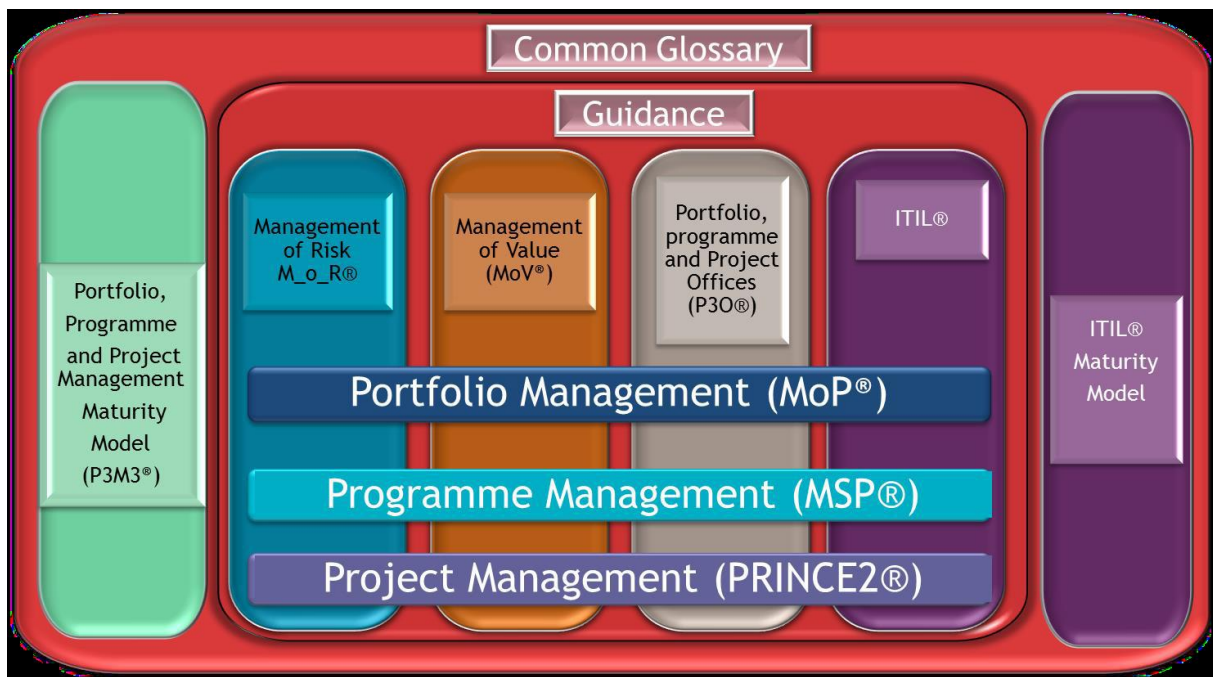 Common Glossary
Guidance
Portfolio,
Programme
and Project
Management
Maturity
Model
(P3M3®)
Management
of Risk
M_o_R®
Management
of Value
(MoV®)
Portfolio,
programme
and Project
Offices
(P3O®)
ITIL®
ITIL®
Maturity
Model
Portfolio Management (MoP®)
Programme Management (MSP®)
Project Management (PRINCE2®)